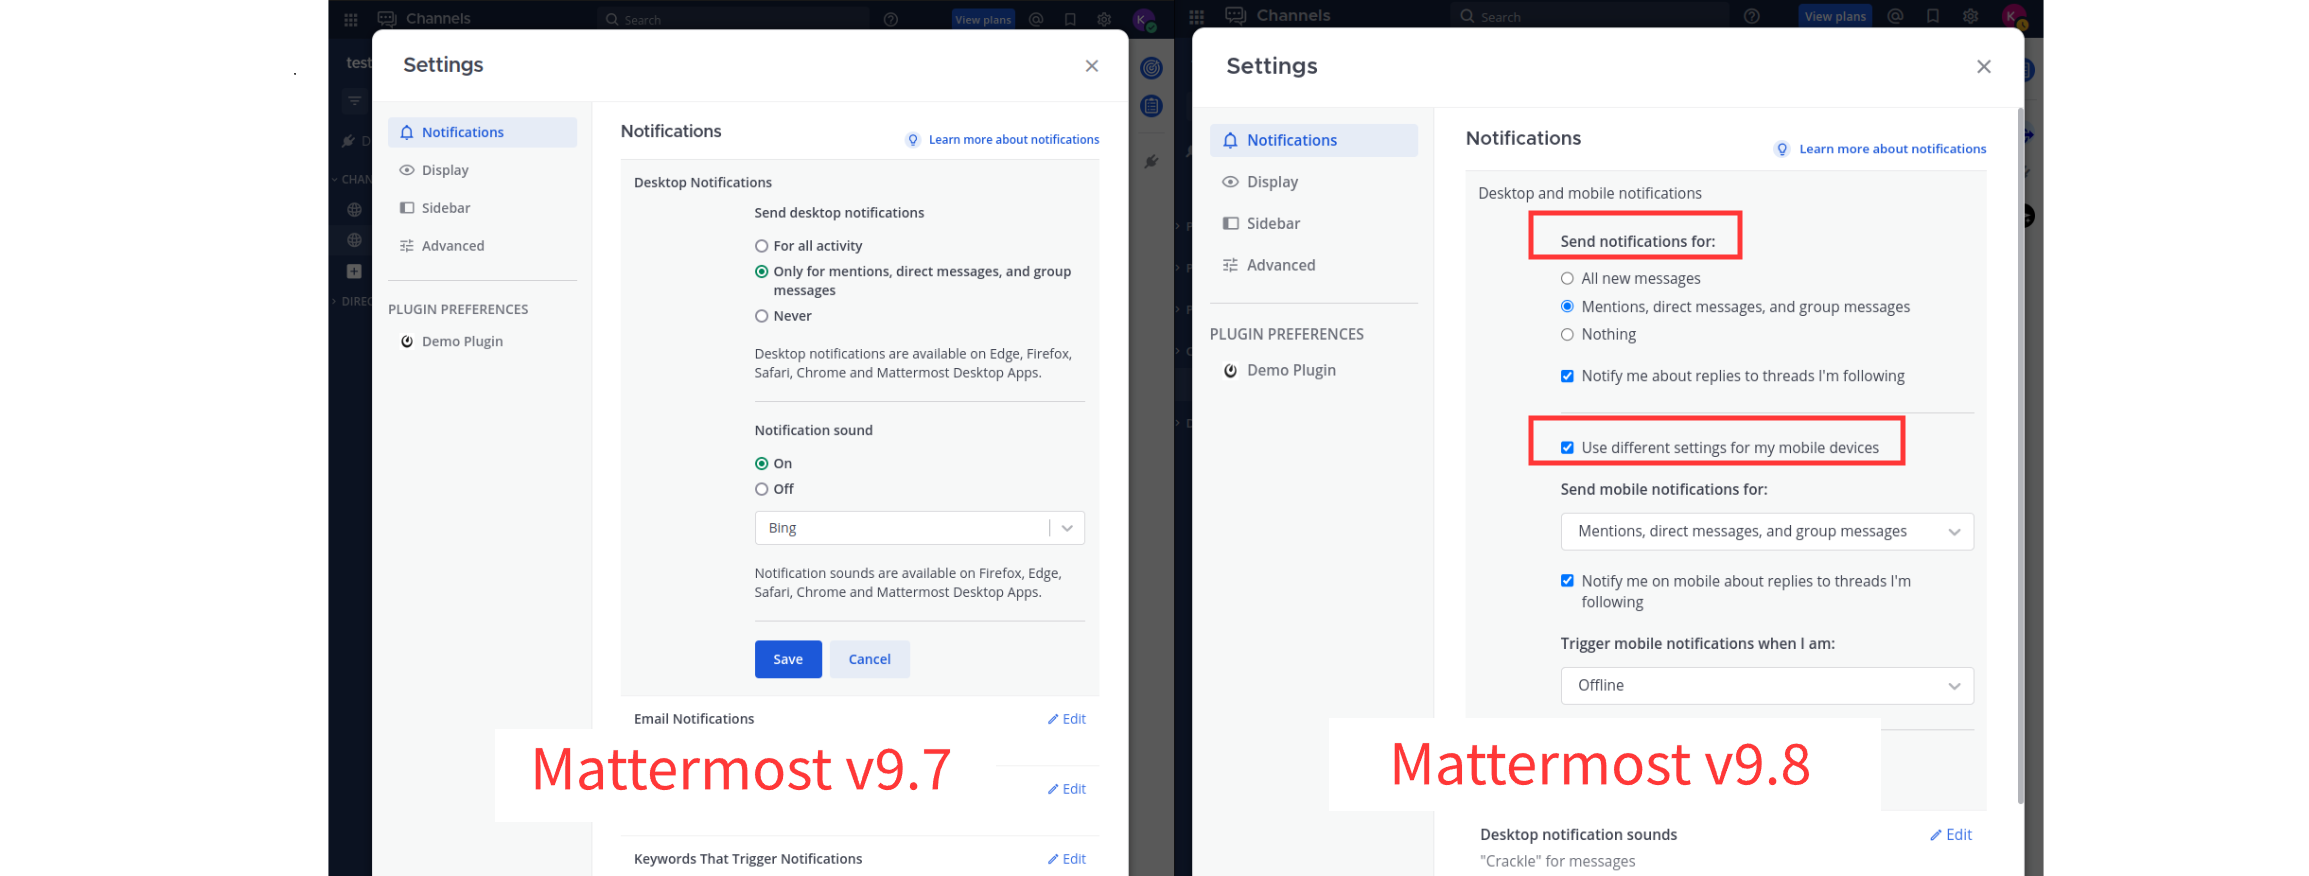 Channels
Search
View plans
K
test
D
CHAN
DIREC
Settings
Notifications
Display
Sidebar
Advanced
PLUGIN PREFERENCES
Demo Plugin
Notifications
Learn more about notifications
Desktop Notifications
Send desktop notifications
For all activity
Only for mentions, direct messages, and group
messages
Never
Desktop notifications are available on Edge, Firefox,
Safari, Chrome and Mattermost Desktop Apps.
Notification sound
On
Off
Bing
Notification sounds are available on Firefox, Edge,
Safari, Chrome and Mattermost Desktop Apps.
Save
Cancel
Email Notifications
Edit
Mattermost v9.7
Edit
Keywords That Trigger Notifications
Edit
Channels
Search
View plans
K
Settings
Notifications
Display
Sidebar
Advanced
PLUGIN PREFERENCES
Demo Plugin
Notifications
Learn more about notifications
Desktop and mobile notifications
Send notifications for:
All new messages
Mentions, direct messages, and group messages
Nothing
Notify me about replies to threads I'm following
Use different settings for my mobile devices
Send mobile notifications for:
Mentions, direct messages, and group messages
Notify me on mobile about replies to threads I'm
following
Trigger mobile notifications when I am:
Offline
Mattermost v9.8
Desktop notification sounds
Edit
"Crackle" for messages